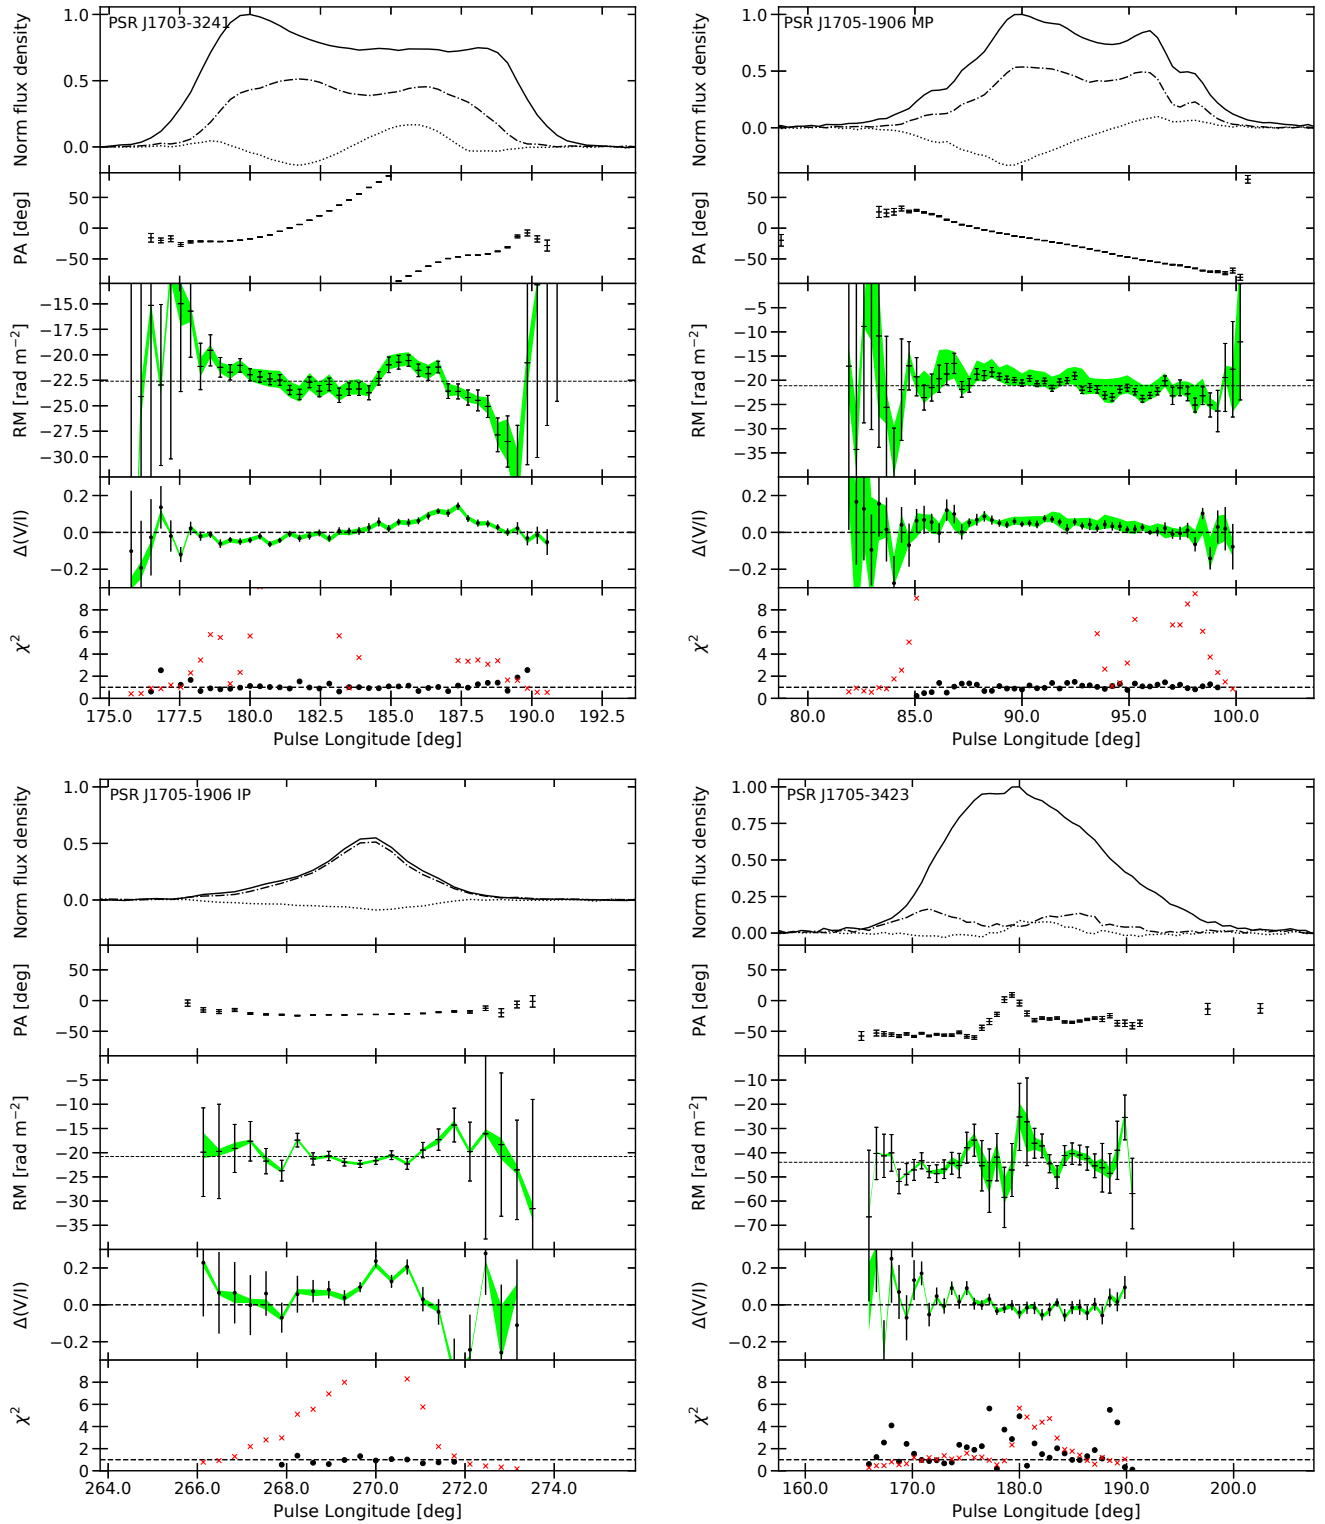 PSR J1703-3241
Norm flux density
1.0
0.5
0.0
PA [deg]
50
0
−50
RM [rad m−2]
−15.0
−17.5
−20.0
−22.5
−25.0
−27.5
−30.0
Δ(V/I)
0.2
0.0
−0.2
χ2
8
6
4
2
0
175.0 177.5 180.0 182.5 185.0 187.5 190.0 192.5
Pulse Longitude [deg]
PSR J1705-1906 MP
Norm flux density
1.0
0.5
0.0
PA [deg]
50
0
−50
RM [rad m−2]
−5
−10
−15
−20
−25
−30
−35
Δ(V/I)
0.2
0.0
−0.2
χ2
8
6
4
2
0
80.0 85.0 90.0 95.0 100.0
Pulse Longitude [deg]
PSR J1705-1906 IP
Norm flux density
1.0
0.5
0.0
PA [deg]
50
0
−50
RM [rad m−2]
−5
−10
−15
−20
−25
−30
−35
Δ(V/I)
0.2
0.0
−0.2
χ2
8
6
4
2
0
264.0 266.0 268.0 270.0 272.0 274.0
Pulse Longitude [deg]
PSR J1705-3423
Norm flux density
1.00
0.75
0.50
0.25
0.00
PA [deg]
50
0
−50
RM [rad m−2]
−10
−20
−30
−40
−50
−60
−70
Δ(V/I)
0.2
0.0
−0.2
χ2
8
6
4
2
0
160.0 170.0 180.0 190.0 200.0
Pulse Longitude [deg]